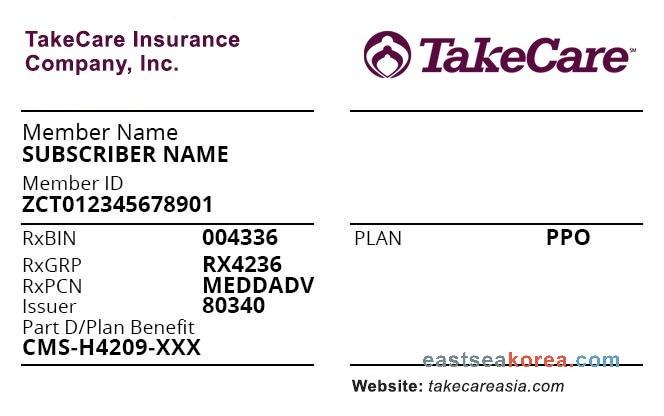 TakeCare Insurance
Company, Inc.
TakeCare℠
Member Name
SUBSCRIBER NAME
Member ID
ZCT012345678901
RxBIN 004336
RxGRP RX4236
RxPCN MEDDADV
Issuer 80340
Part D/Plan Benefit
CMS-H4209-XXX
PLAN PPO
eastseakorea.com
Website: takecareasia.com